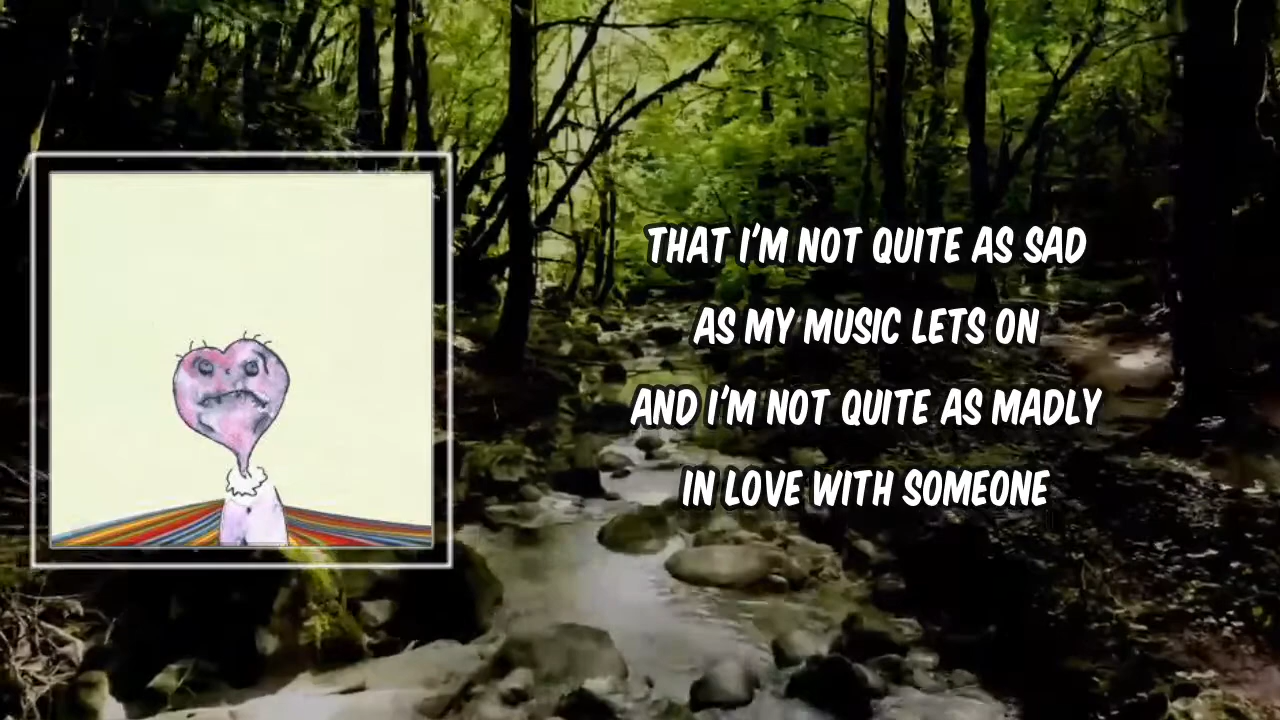 THAT I'M NOT QUITE AS SAD
AS MY MUSIC LETS ON
AND I'M NOT QUITE AS MADLY
IN LOVE WITH SOMEONE